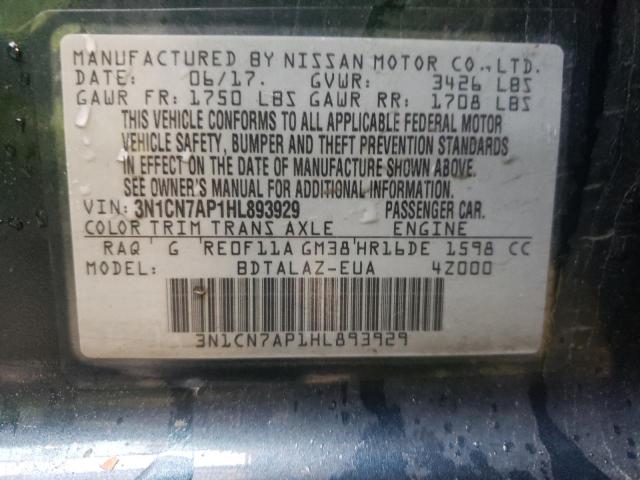 MANUFACTURED BY NISSAN MOTOR CO.,LTD.
DATE: 06/17. GVWR: 3426 LBS
GAWR FR: 1750 LBS GAWR RR: 1708 LBS
THIS VEHICLE CONFORMS TO ALL APPLICABLE FEDERAL MOTOR
VEHICLE SAFETY, BUMPER AND THEFT PREVENTION STANDARDS
IN EFFECT ON THE DATE OF MANUFACTURE SHOWN ABOVE.
SEE OWNER'S MANUAL FOR ADDITIONAL INFORMATION.
VIN: 3N1CN7AP1HL893929 PASSENGER CAR.
COLOR TRIM TRANS AXLE ENGINE
RAQ G RE0F11A GM38 HR16DE 1598 CC
MODEL: BDTALAZ-EUA 42000
3N1CN7AP1HL893929